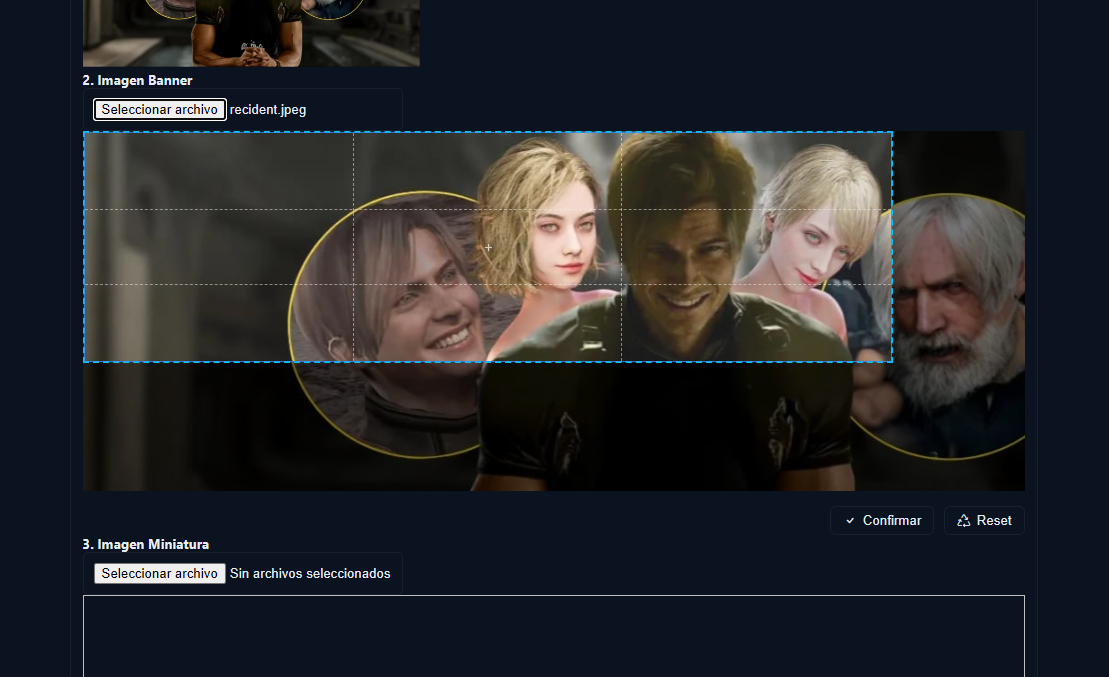 2. Imagen Banner
Seleccionar archivo recident.jpeg
Confirmar Reset
3. Imagen Miniatura
Seleccionar archivo Sin archivos seleccionados